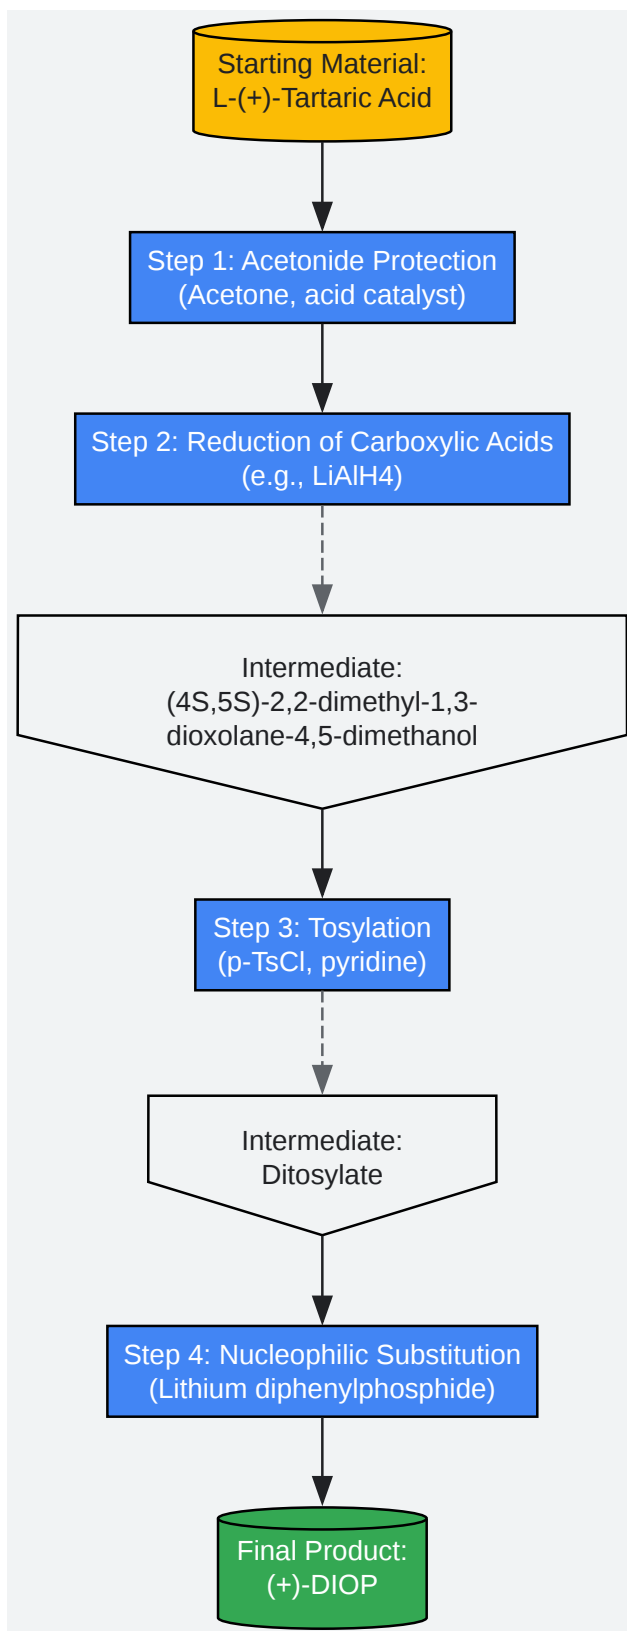 Starting Material:
L-(+)-Tartaric Acid
Step 1: Acetonide Protection
(Acetone, acid catalyst)
Step 2: Reduction of Carboxylic Acids
(e.g., LiAlH4)
Intermediate:
(4S,5S)-2,2-dimethyl-1,3-
dioxolane-4,5-dimethanol
Step 3: Tosylation
(p-TsCl, pyridine)
Intermediate:
Ditosylate
Step 4: Nucleophilic Substitution
(Lithium diphenylphosphide)
Final Product:
(+)-DIOP